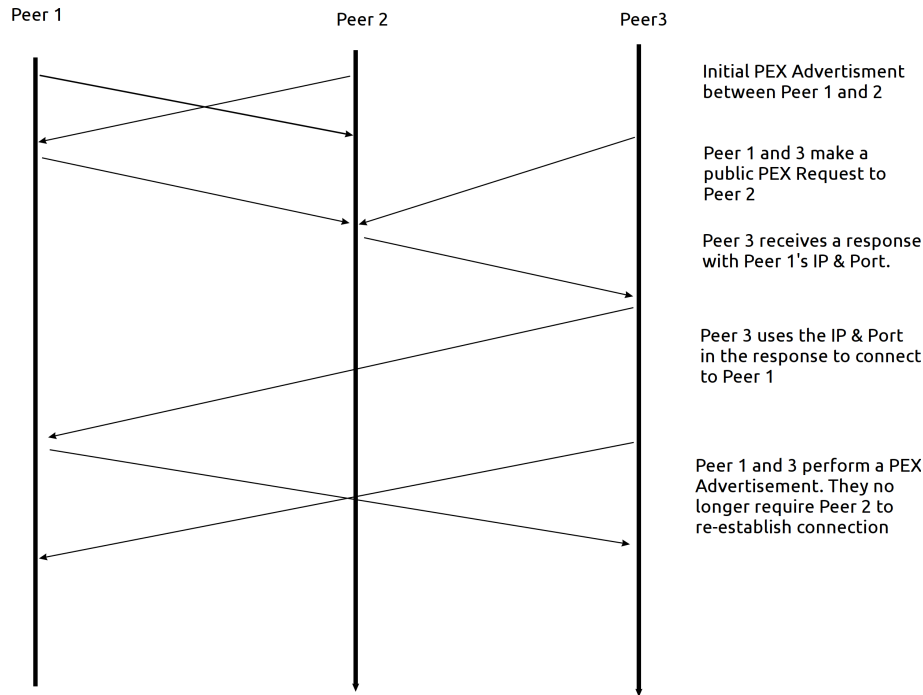 Peer 1
Peer 2
Peer3
Initial PEX Advertisment
between Peer 1 and 2
Peer 1 and 3 make a
public PEX Request to
Peer 2
Peer 3 receives a response
with Peer 1's IP & Port.
Peer 3 uses the IP & Port
in the response to connect
to Peer 1
Peer 1 and 3 perform a PEX
Advertisement. They no
longer require Peer 2 to
re-establish connection